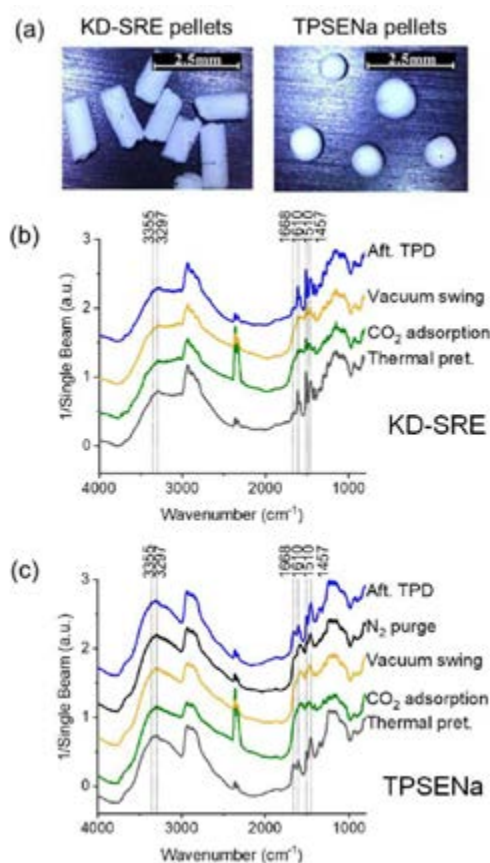 (a)
KD-SRE pellets
TPSENa pellets
2.5mm
2.5mm
(b)
3355
3297
1668
1610
1510
1457
3
2
1
0
1/Single Beam (a.u.)
Aft. TPD
Vacuum swing
CO₂ adsorption
Thermal pret.
KD-SRE
4000
3000
2000
1000
Wavenumber (cm⁻¹)
(c)
3355
3297
1668
1610
1510
1457
3
2
1
0
1/Single Beam (a.u.)
Aft. TPD
N₂ purge
Vacuum swing
CO₂ adsorption
Thermal pret.
TPSENa
4000
3000
2000
1000
Wavenumber (cm⁻¹)